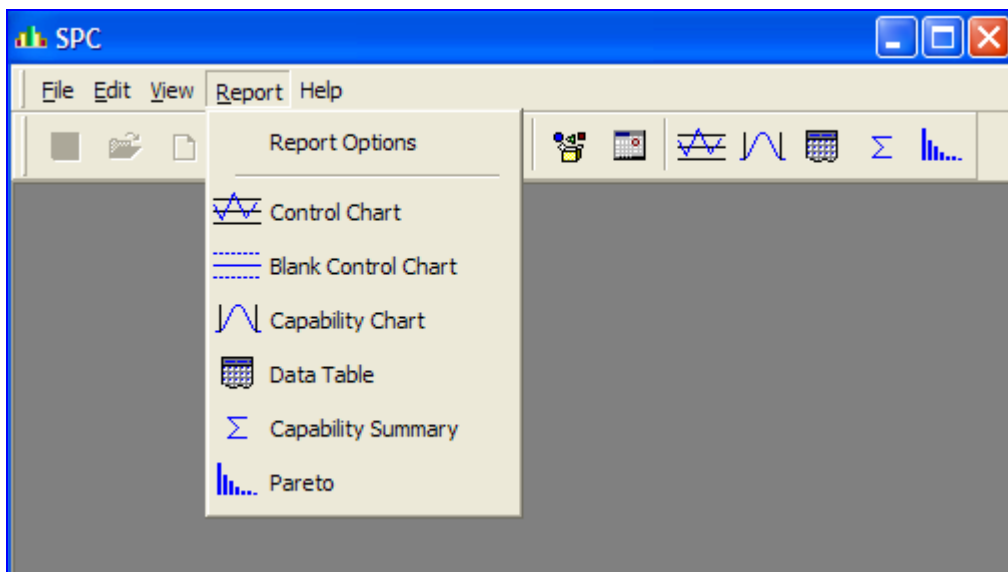 SPC
File Edit View Report Help
Report Options
Control Chart
Blank Control Chart
Capability Chart
Data Table
Capability Summary
Pareto